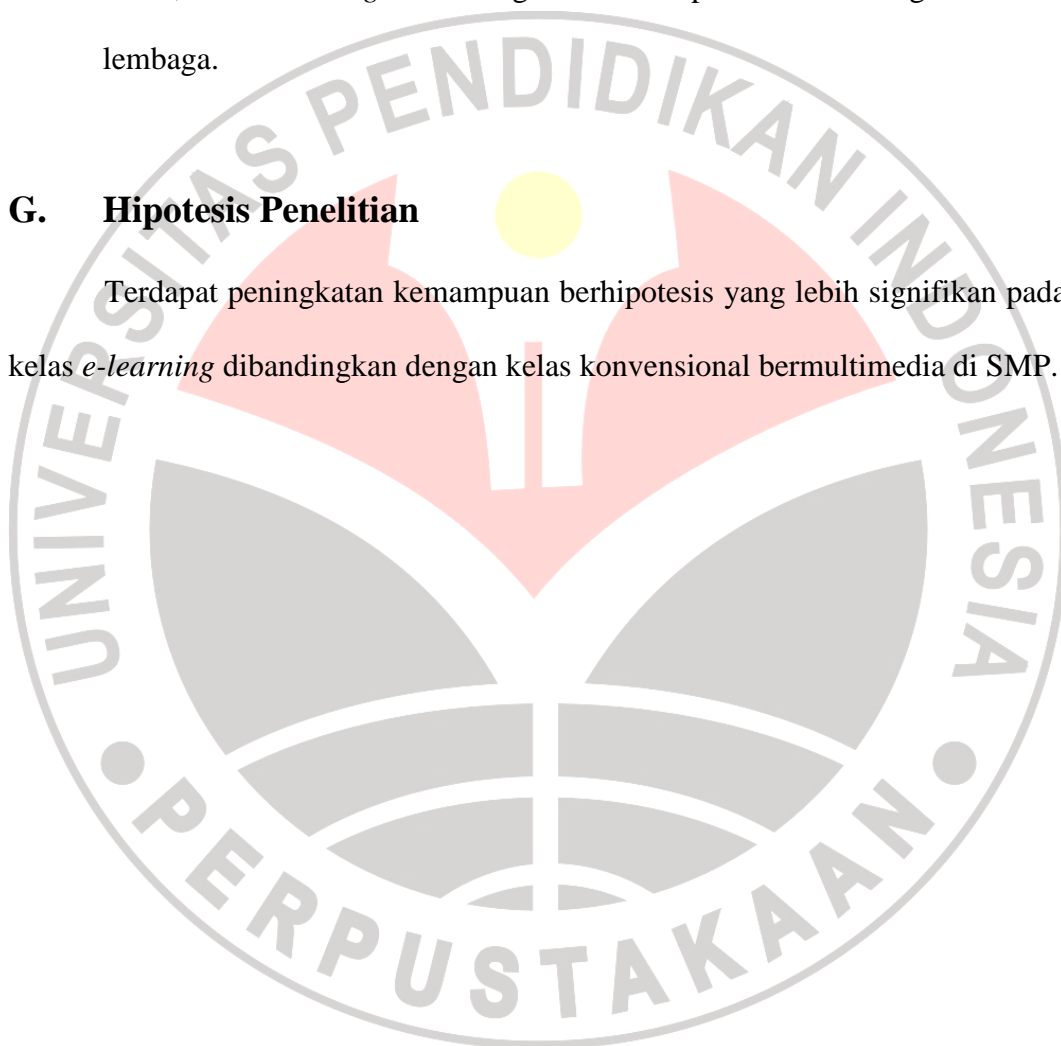 lembaga.
G. Hipotesis Penelitian
Terdapat peningkatan kemampuan berhipotesis yang lebih signifikan pada
kelas e-learning dibandingkan dengan kelas konvensional bermultimedia di SMP.
UNIVERSITAS PENDIDIKAN INDONESIA
• PERPUSTAKAAN •